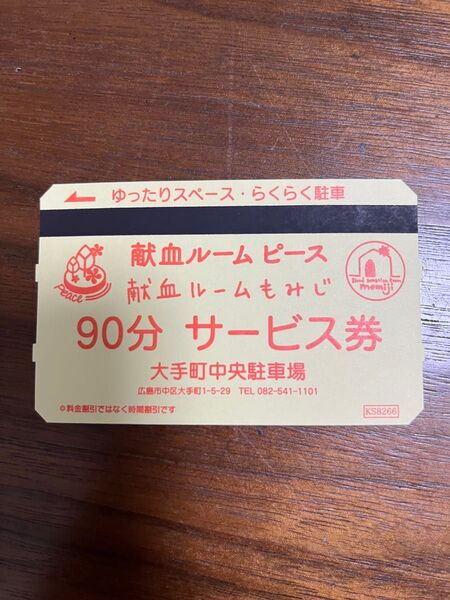 ゆったりスペース・らくらく駐車
献血ルーム ピース
Peace
献血ルームもみじ
blood donation room
momiji
90分 サービス券
大手町中央駐車場
広島市中区大手町1-5-29 TEL 082-541-1101
※料金割引ではなく時間割引です
KS8266